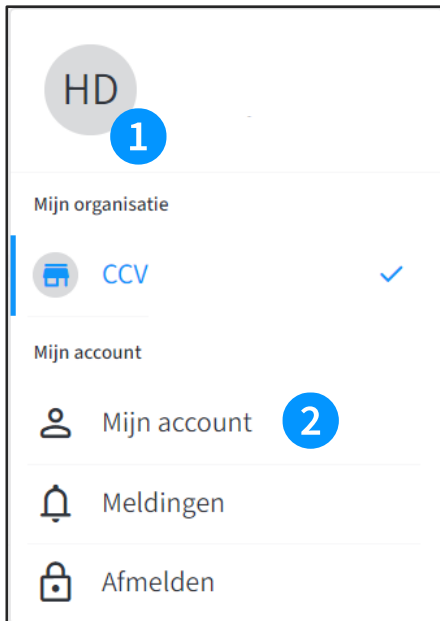 HD
1
Mijn organisatie
CCV
Mijn account
Mijn account 2
Meldingen
Afmelden